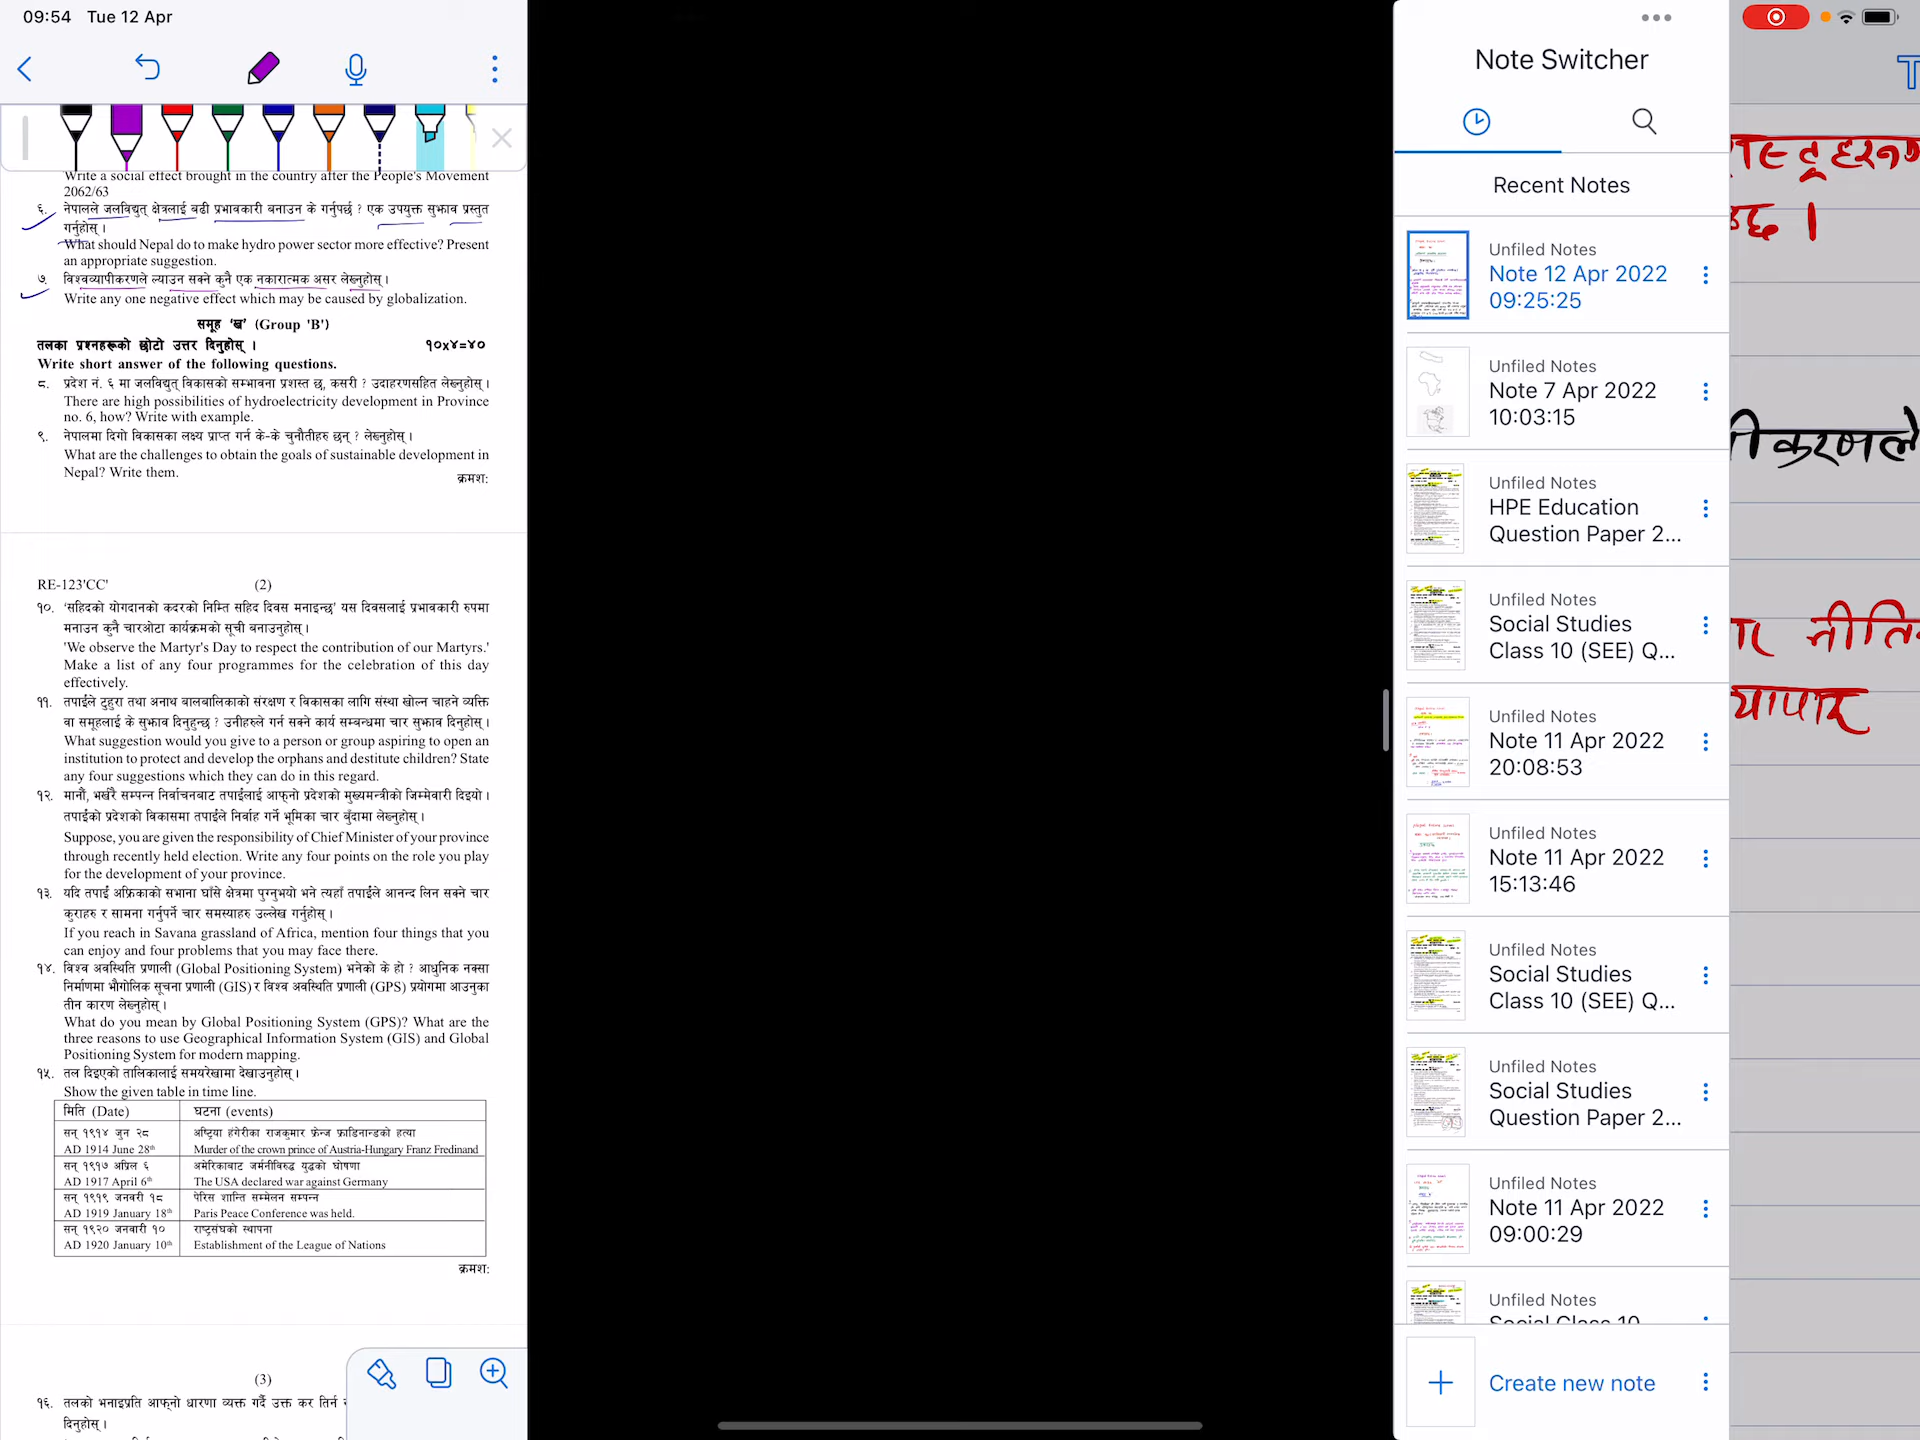 09:54 Tue 12 Apr
Write a social effect brought in the country after the People's Movement
2062/63
६. नेपालले जलविद्युत् क्षेत्रलाई बढी प्रभावकारी बनाउन के गर्नुपर्छ ? एक उपयुक्त सुझाव प्रस्तुत
गर्नुहोस् ।
What should Nepal do to make hydro power sector more effective? Present
an appropriate suggestion.
७. विश्वव्यापीकरणले ल्याउन सक्ने कुनै एक नकारात्मक असर लेख्नुहोस् ।
Write any one negative effect which may be caused by globalization.
समूह 'ख' (Group 'B')
तलका प्रश्नहरूको छोटो उत्तर दिनुहोस् । १०x४=४०
Write short answer of the following questions.
८. प्रदेश नं. ६ मा जलविद्युत् विकासको सम्भावना प्रशस्त छ, कसरी ? उदाहरणसहित लेख्नुहोस् ।
There are high possibilities of hydroelectricity development in Province
no. 6, how? Write with example.
९. नेपालमा दिगो विकासका लक्ष्य प्राप्त गर्न के-के चुनौतीहरु छन् ? लेख्नुहोस् ।
What are the challenges to obtain the goals of sustainable development in
Nepal? Write them.
क्रमश:
RE-123'CC' (2)
१०. 'सहिदको योगदानको कदरको निम्ति सहिद दिवस मनाइन्छ' यस दिवसलाई प्रभावकारी रुपमा
मनाउन कुनै चारओटा कार्यक्रमको सूची बनाउनुहोस् ।
'We observe the Martyr's Day to respect the contribution of our Martyrs.'
Make a list of any four programmes for the celebration of this day
effectively.
११. तपाईंले टुहुरा तथा अनाथ बालबालिकाको संरक्षण र विकासका लागि संस्था खोल्न चाहने व्यक्ति
वा समूहलाई के सुझाव दिनुहुन्छ ? उनीहरुले गर्न सक्ने कार्य सम्बन्धमा चार सुझाव दिनुहोस् ।
What suggestion would you give to a person or group aspiring to open an
institution to protect and develop the orphans and destitute children? State
any four suggestions which they can do in this regard.
१२. मानौं, भर्खरै सम्पन्न निर्वाचनबाट तपाईंलाई आफ्नो प्रदेशको मुख्यमन्त्रीको जिम्मेवारी दिइयो ।
तपाईंको प्रदेशको विकासमा तपाईंले निर्वाह गर्ने भूमिका चार बुँदामा लेख्नुहोस् ।
Suppose, you are given the responsibility of Chief Minister of your province
through recently held election. Write any four points on the role you play
for the development of your province.
१३. यदि तपाईं अफ्रिकाको सभाना घाँसे क्षेत्रमा पुग्नुभयो भने त्यहाँ तपाईंले आनन्द लिन सक्ने चार
कुराहरु र सामना गर्नुपर्ने चार समस्याहरु उल्लेख गर्नुहोस् ।
If you reach in Savana grassland of Africa, mention four things that you
can enjoy and four problems that you may face there.
१४. विश्व अवस्थिति प्रणाली (Global Positioning System) भनेको के हो ? आधुनिक नक्सा
निर्माणमा भौगोलिक सूचना प्रणाली (GIS) र विश्व अवस्थिति प्रणाली (GPS) प्रयोगमा आउनुका
तीन कारण लेख्नुहोस् ।
What do you mean by Global Positioning System (GPS)? What are the
three reasons to use Geographical Information System (GIS) and Global
Positioning System for modern mapping.
१५. तल दिइएको तालिकालाई समयरेखामा देखाउनुहोस् ।
Show the given table in time line.
मिति (Date) घटना (events)
सन् १९१४ जुन २८ अष्ट्रिया हंगेरीका राजकुमार फ्रेन्ज फ्राडिनान्डको हत्या
AD 1914 June 28th Murder of the crown prince of Austria-Hungary Franz Fredinand
सन् १९१७ अप्रिल ६ अमेरिकाबाट जर्मनीविरुद्ध युद्धको घोषणा
AD 1917 April 6th The USA declared war against Germany
सन् १९१९ जनवरी १८ पेरिस शान्ति सम्मेलन सम्पन्न
AD 1919 January 18th Paris Peace Conference was held.
सन् १९२० जनवारी १० राष्ट्रसंघको स्थापना
AD 1920 January 10th Establishment of the League of Nations
क्रमश:
(3)
१६. तलको भनाइप्रति आफ्नो धारणा व्यक्त गर्दै उक्त कर तिर्न
दिनुहोस् ।
Note Switcher
Recent Notes
Unfiled Notes
Note 12 Apr 2022
09:25:25
Unfiled Notes
Note 7 Apr 2022
10:03:15
Unfiled Notes
HPE Education
Question Paper 2...
Unfiled Notes
Social Studies
Class 10 (SEE) Q...
Unfiled Notes
Note 11 Apr 2022
20:08:53
Unfiled Notes
Note 11 Apr 2022
15:13:46
Unfiled Notes
Social Studies
Class 10 (SEE) Q...
Unfiled Notes
Social Studies
Question Paper 2...
Unfiled Notes
Note 11 Apr 2022
09:00:29
Unfiled Notes
Social Class 10
Create new note
T
ीकरणले
नीति
यापार